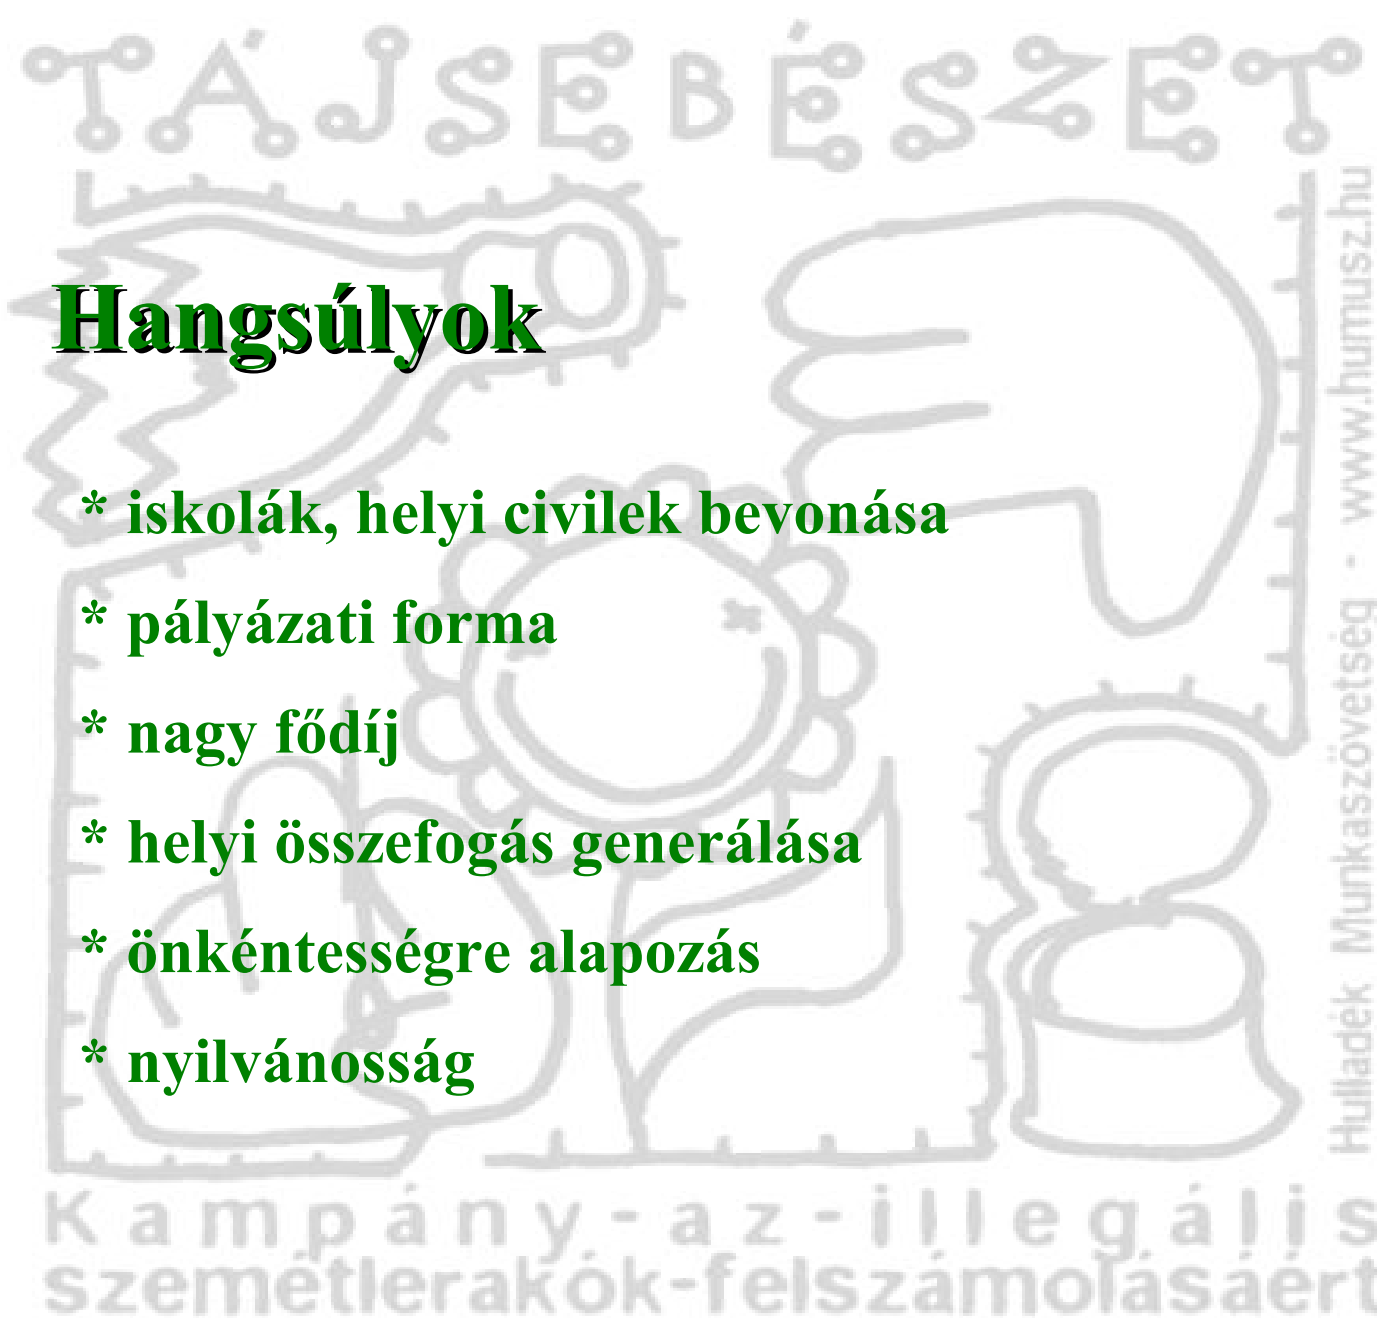 TÁJSEBÉSZET
Hangsúlyok
* iskolák, helyi civilek bevonása
* pályázati forma
* nagy fődíj
* helyi összefogás generálása
* önkéntességre alapozás
* nyilvánosság
Hulladék Munkaszövetség - www.humusz.hu
Kampány-az-illegális
szemétlerakók-felszámolásáért